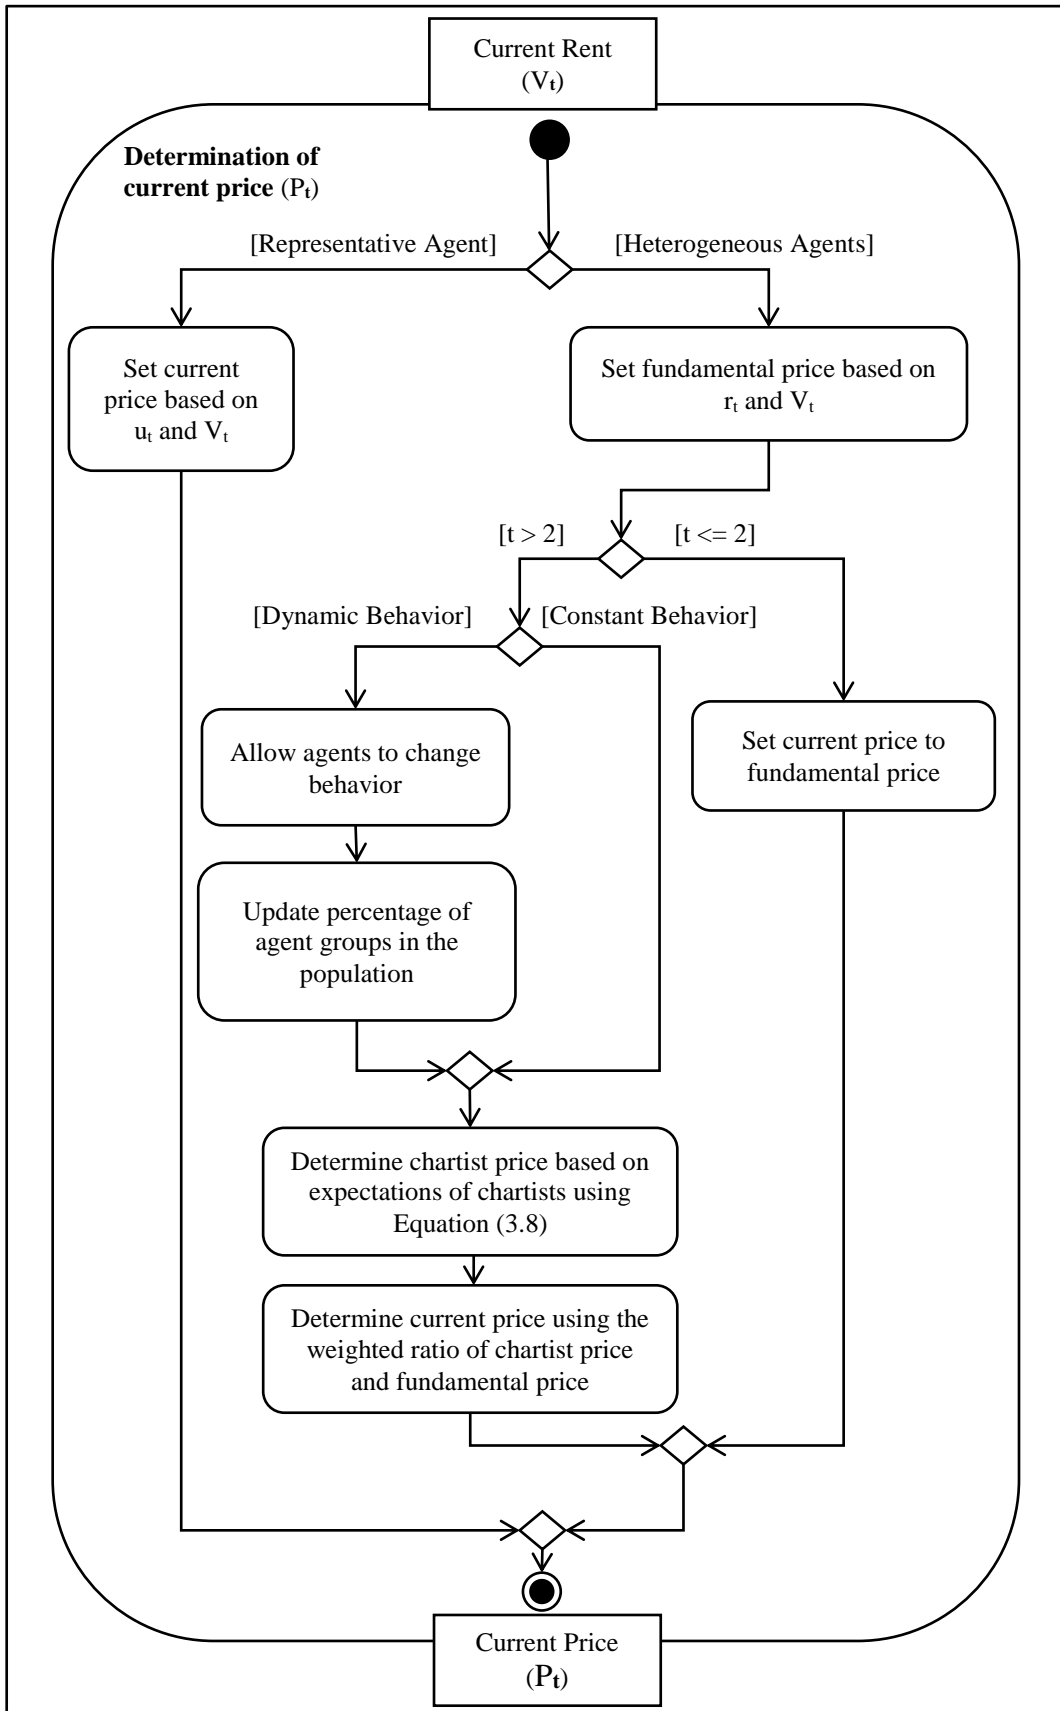 Current Rent
(Vt)
Determination of
current price (Pt)
[Representative Agent]
[Heterogeneous Agents]
Set current
price based on
ut and Vt
Set fundamental price based on
rt and Vt
[t > 2]
[t <= 2]
[Dynamic Behavior]
[Constant Behavior]
Allow agents to change
behavior
Set current price to
fundamental price
Update percentage of
agent groups in the
population
Determine chartist price based on
expectations of chartists using
Equation (3.8)
Determine current price using the
weighted ratio of chartist price
and fundamental price
Current Price
(Pt)